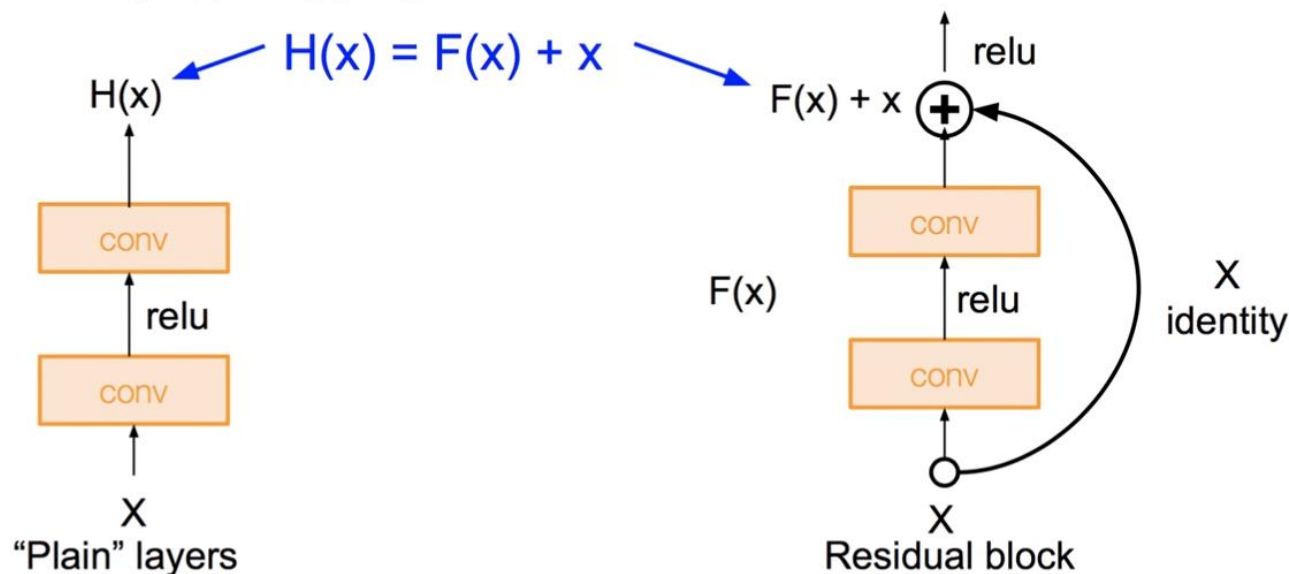 H(x) = F(x) + x
H(x)
conv
relu
conv
X
"Plain" layers
relu
F(x) + x
conv
F(x)
relu
X
identity
conv
X
Residual block